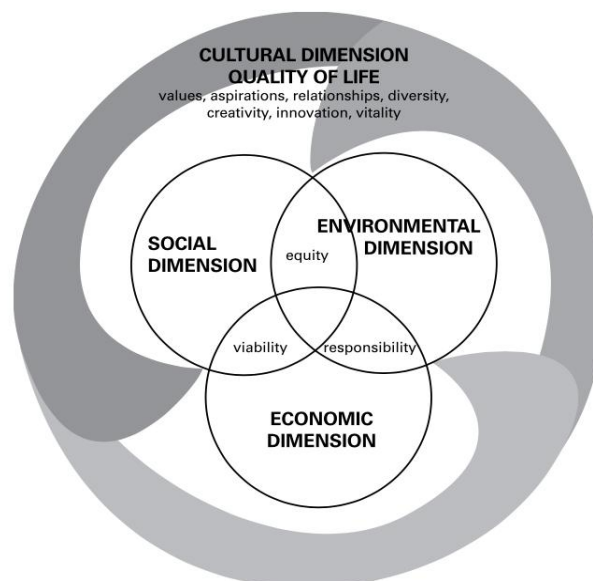 CULTURAL DIMENSION
QUALITY OF LIFE
values, aspirations, relationships, diversity,
creativity, innovation, vitality
SOCIAL
DIMENSION
equity
ENVIRONMENTAL
DIMENSION
viability
responsibility
ECONOMIC
DIMENSION